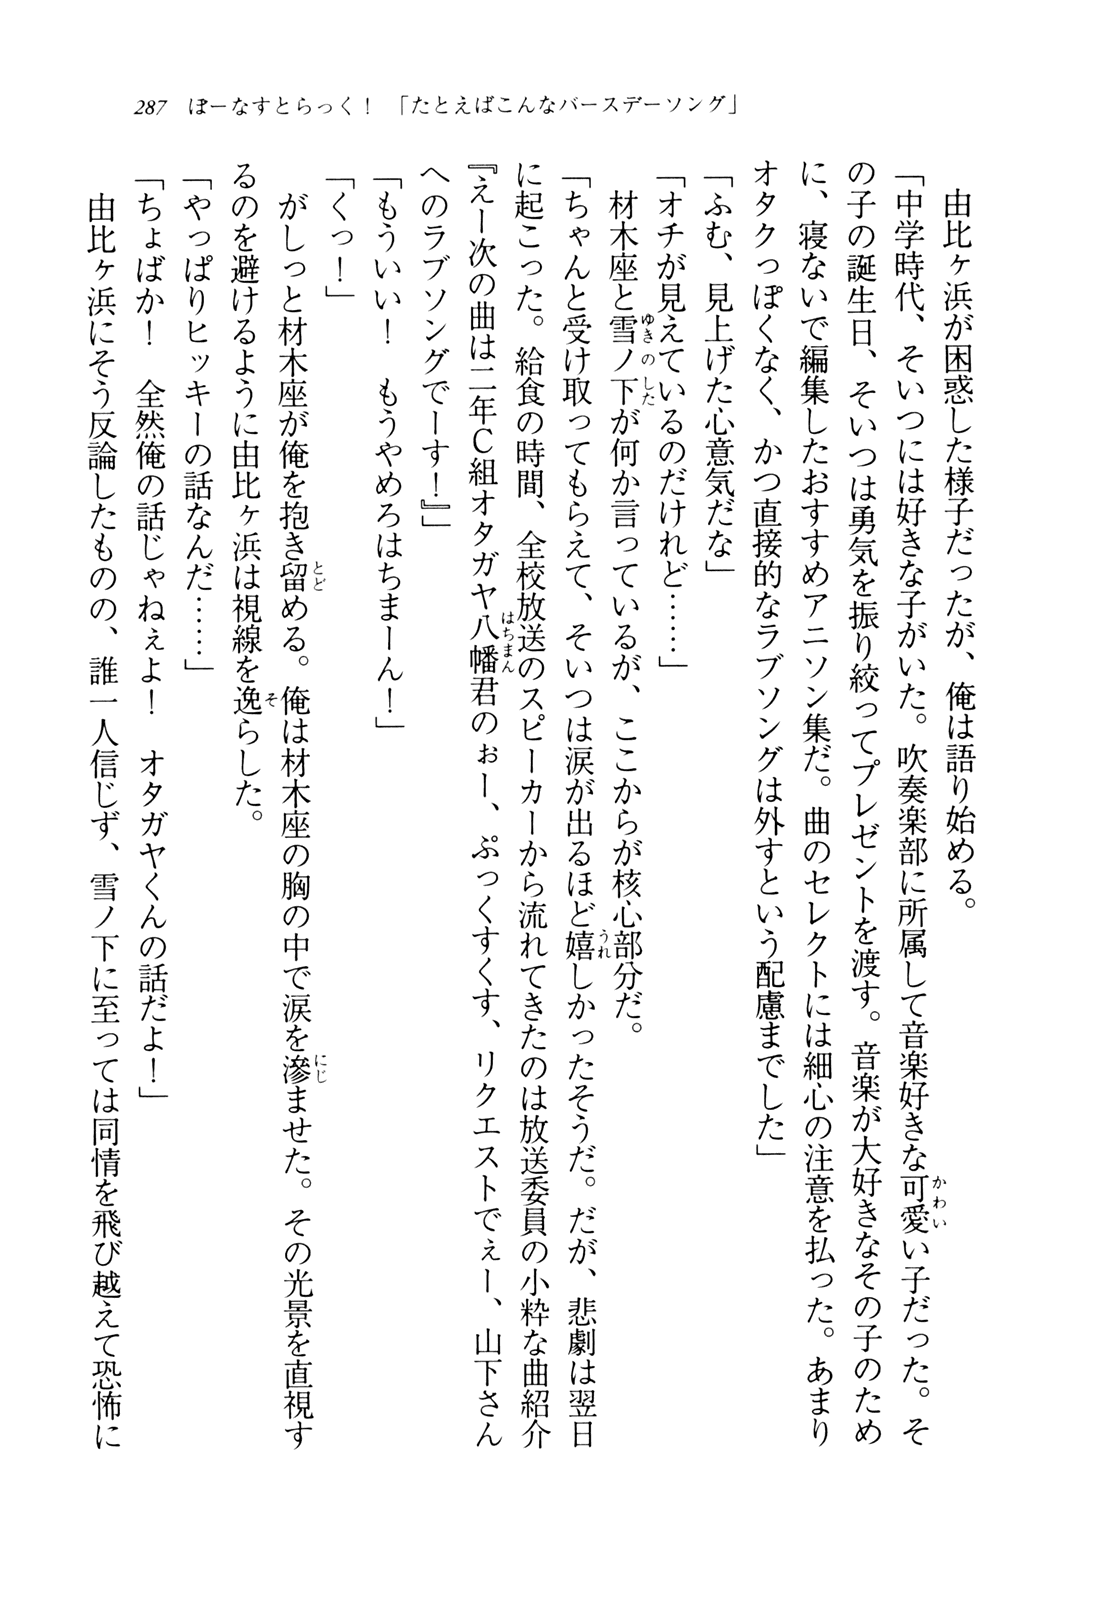 287 ぼーなすとらっく！ 「たとえばこんなバースデーソング」
由比ヶ浜が困惑した様子だったが、俺は語り始める。
「中学時代、そいつには好きな子がいた。吹奏楽部に所属して音楽好きな可愛い子だった。そ
の子の誕生日、そいつは勇気を振り絞ってプレゼントを渡す。音楽が大好きなその子のため
に、寝ないで編集したおすすめアニソン集だ。曲のセレクトには細心の注意を払った。あまり
オタクっぽくなく、かつ直接的なラブソングは外すという配慮までした」
「ふむ、見上げた心意気だな」
「オチが見えているのだけれど……」
材木座と雪ノ下が何か言っているが、ここからが核心部分だ。
「ちゃんと受け取ってもらえて、そいつは涙が出るほど嬉しかったそうだ。だが、悲劇は翌日
に起こった。給食の時間、全校放送のスピーカーから流れてきたのは放送委員の小粋な曲紹介
『えー次の曲は二年Ｃ組オタガヤ八幡君のぉー、ぷっくすくす、リクエストでぇー、山下さん
へのラブソングでーす！』」
「もういい！ もうやめろはちまーん！」
「くっ！」
がしっと材木座が俺を抱き留める。俺は材木座の胸の中で涙を滲ませた。その光景を直視す
るのを避けるように由比ヶ浜は視線を逸らした。
「やっぱりヒッキーの話なんだ……」
「ちょばか！ 全然俺の話じゃねぇよ！ オタガヤくんの話だよ！」
由比ヶ浜にそう反論したものの、誰一人信じず、雪ノ下に至っては同情を飛び越えて恐怖に